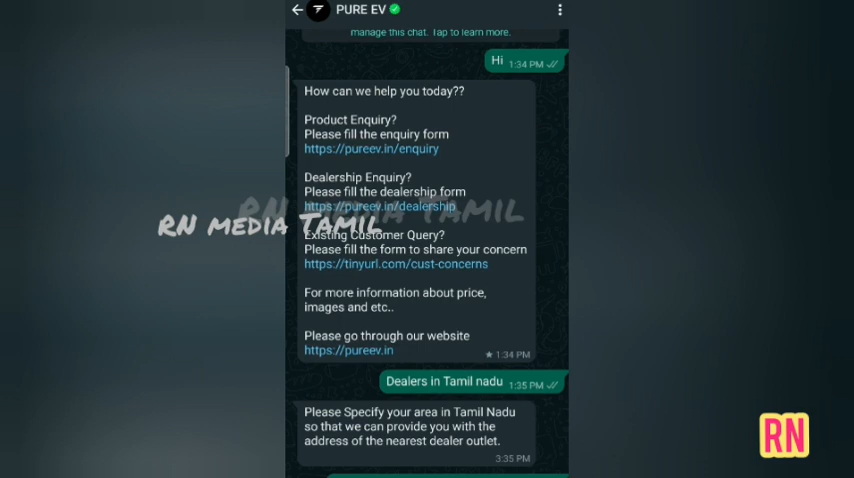 PURE EV
manage this chat. Tap to learn more.
Hi 1:34 PM
How can we help you today??
Product Enquiry?
Please fill the enquiry form
https://pureev.in/enquiry
Dealership Enquiry?
Please fill the dealership form
https://pureev.in/dealership
RN MEDIA TAMIL
RN MEDIA TAMIL
Existing Customer Query?
Please fill the form to share your concern
https://tinyurl.com/cust-concerns
For more information about price,
images and etc..
Please go through our website
https://pureev.in
★ 1:34 PM
Dealers in Tamil nadu 1:35 PM
Please Specify your area in Tamil Nadu
so that we can provide you with the
address of the nearest dealer outlet.
3:35 PM
RN